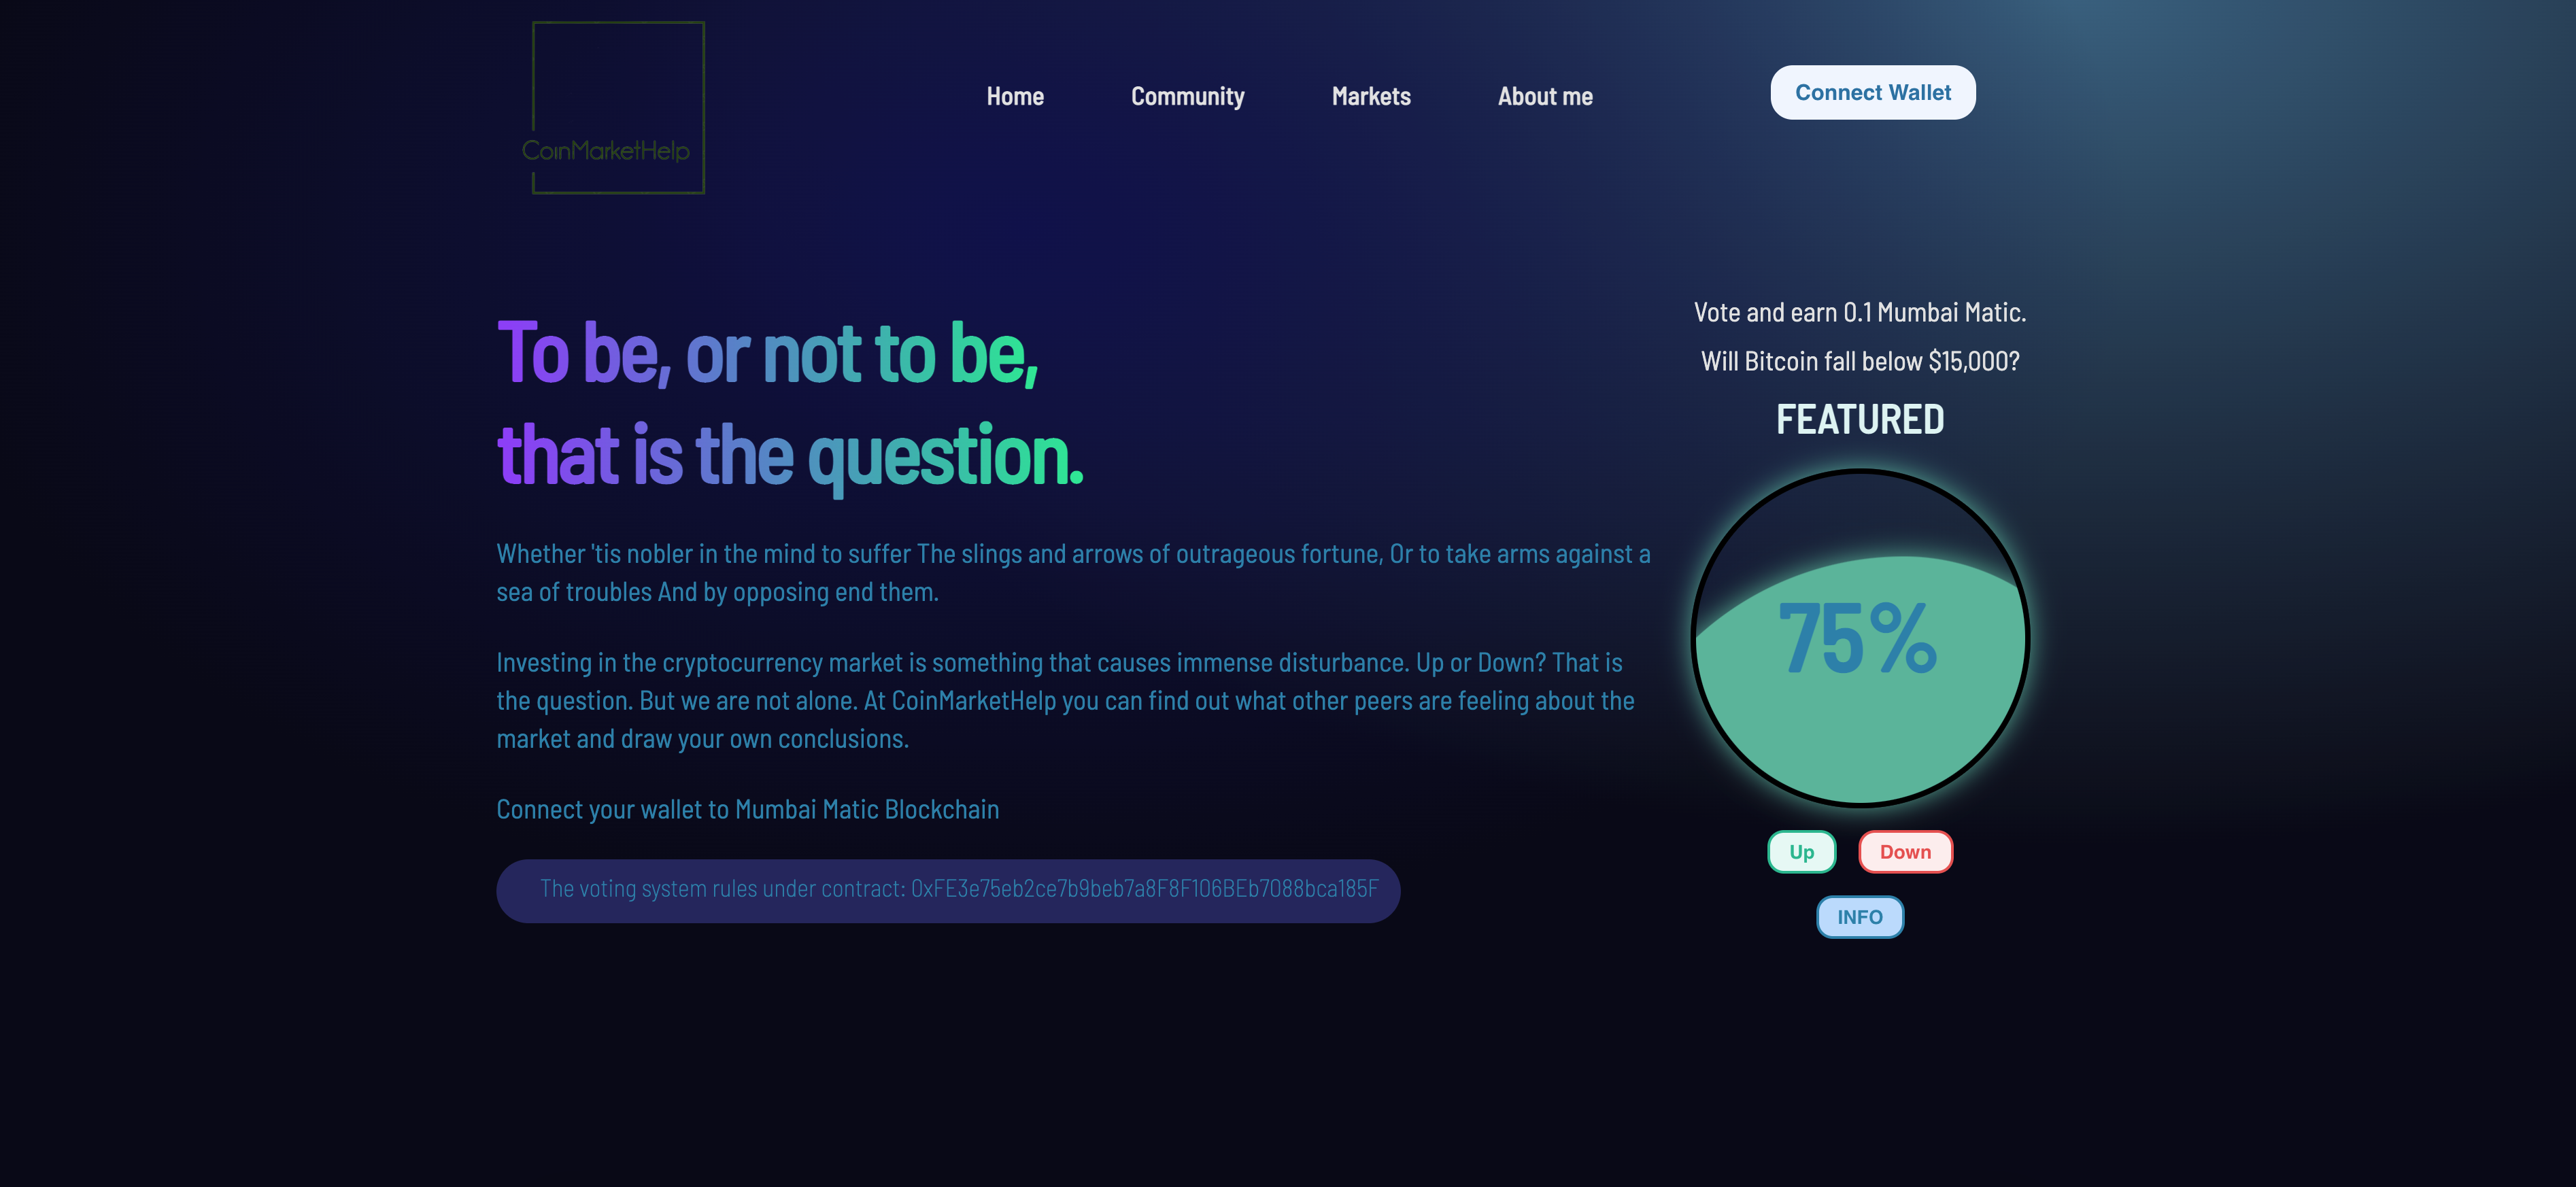 CoinMarketHelp
Home
Community
Markets
About me
Connect Wallet
To be, or not to be,
that is the question.
Whether 'tis nobler in the mind to suffer The slings and arrows of outrageous fortune, Or to take arms against a
sea of troubles And by opposing end them.
Investing in the cryptocurrency market is something that causes immense disturbance. Up or Down? That is
the question. But we are not alone. At CoinMarketHelp you can find out what other peers are feeling about the
market and draw your own conclusions.
Connect your wallet to Mumbai Matic Blockchain
The voting system rules under contract: 0xFE3e75eb2ce7b9beb7a8F8F106BEb7088bca185F
Vote and earn 0.1 Mumbai Matic.
Will Bitcoin fall below $15,000?
FEATURED
75%
Up
Down
INFO